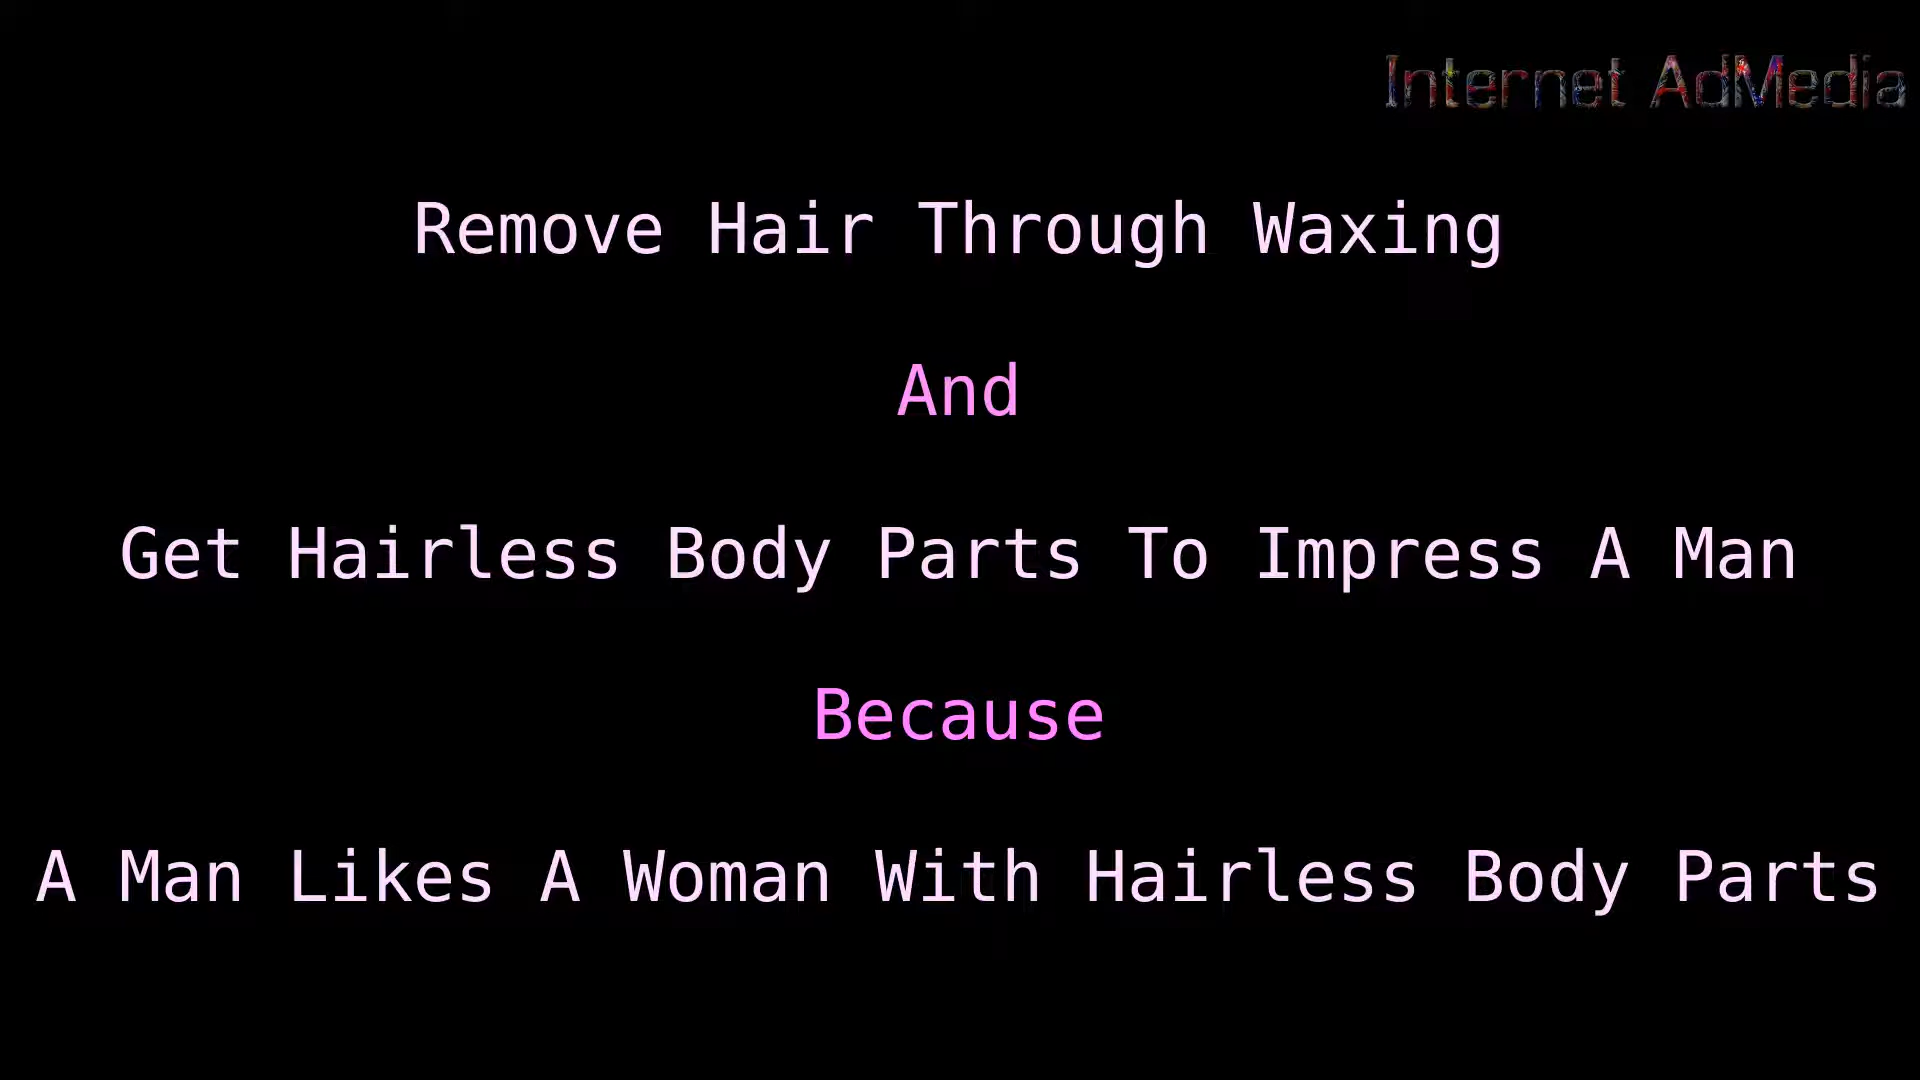 Internet AdMedia
Remove Hair Through Waxing
And
Get Hairless Body Parts To Impress A Man
Because
A Man Likes A Woman With Hairless Body Parts